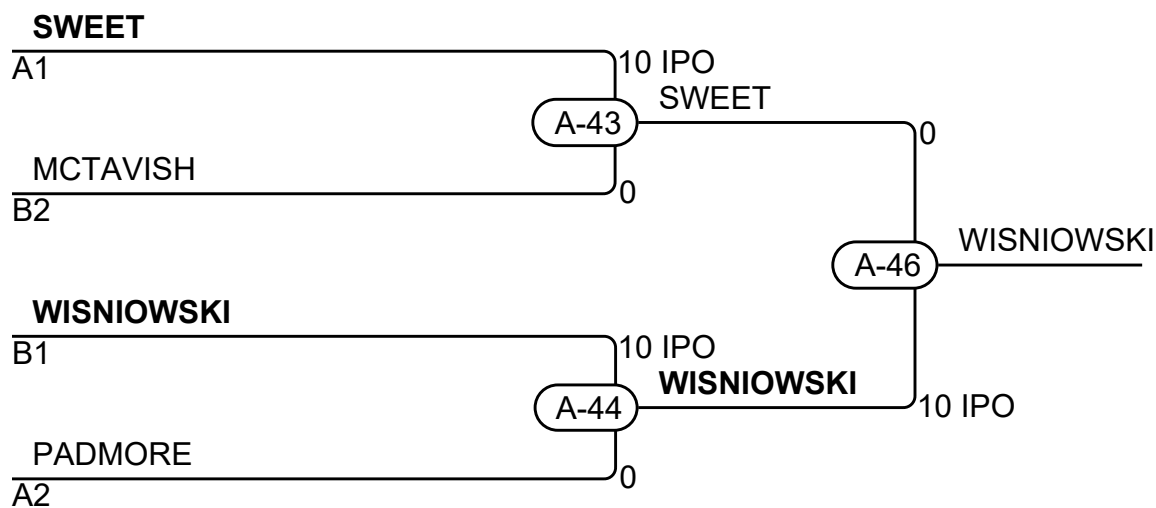 SWEET
A1
10 IPO
SWEET
A-43
0
MCTAVISH
0
B2
WISNIOWSKI
A-46
WISNIOWSKI
B1
10 IPO
WISNIOWSKI
A-44
10 IPO
PADMORE
0
A2